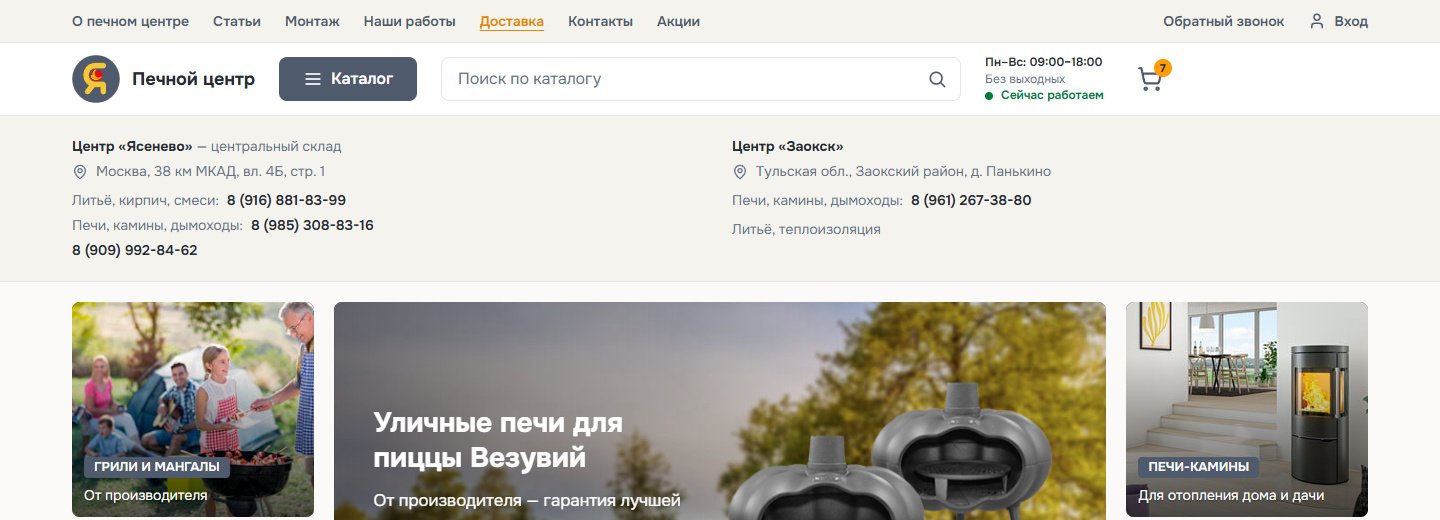 О печном центре
Статьи
Монтаж
Наши работы
Доставка
Контакты
Акции
Обратный звонок
Вход
Печной центр
Каталог
Поиск по каталогу
Пн–Вс: 09:00–18:00
Без выходных
Сейчас работаем
7
Центр «Ясенево» — центральный склад
Москва, 38 км МКАД, вл. 4Б, стр. 1
Литьё, кирпич, смеси: 8 (916) 881-83-99
Печи, камины, дымоходы: 8 (985) 308-83-16
8 (909) 992-84-62
Центр «Заокск»
Тульская обл., Заокский район, д. Панькино
Печи, камины, дымоходы: 8 (961) 267-38-80
Литьё, теплоизоляция
ГРИЛИ И МАНГАЛЫ
От производителя
Уличные печи для
пиццы Везувий
От производителя — гарантия лучшей
ПЕЧИ-КАМИНЫ
Для отопления дома и дачи